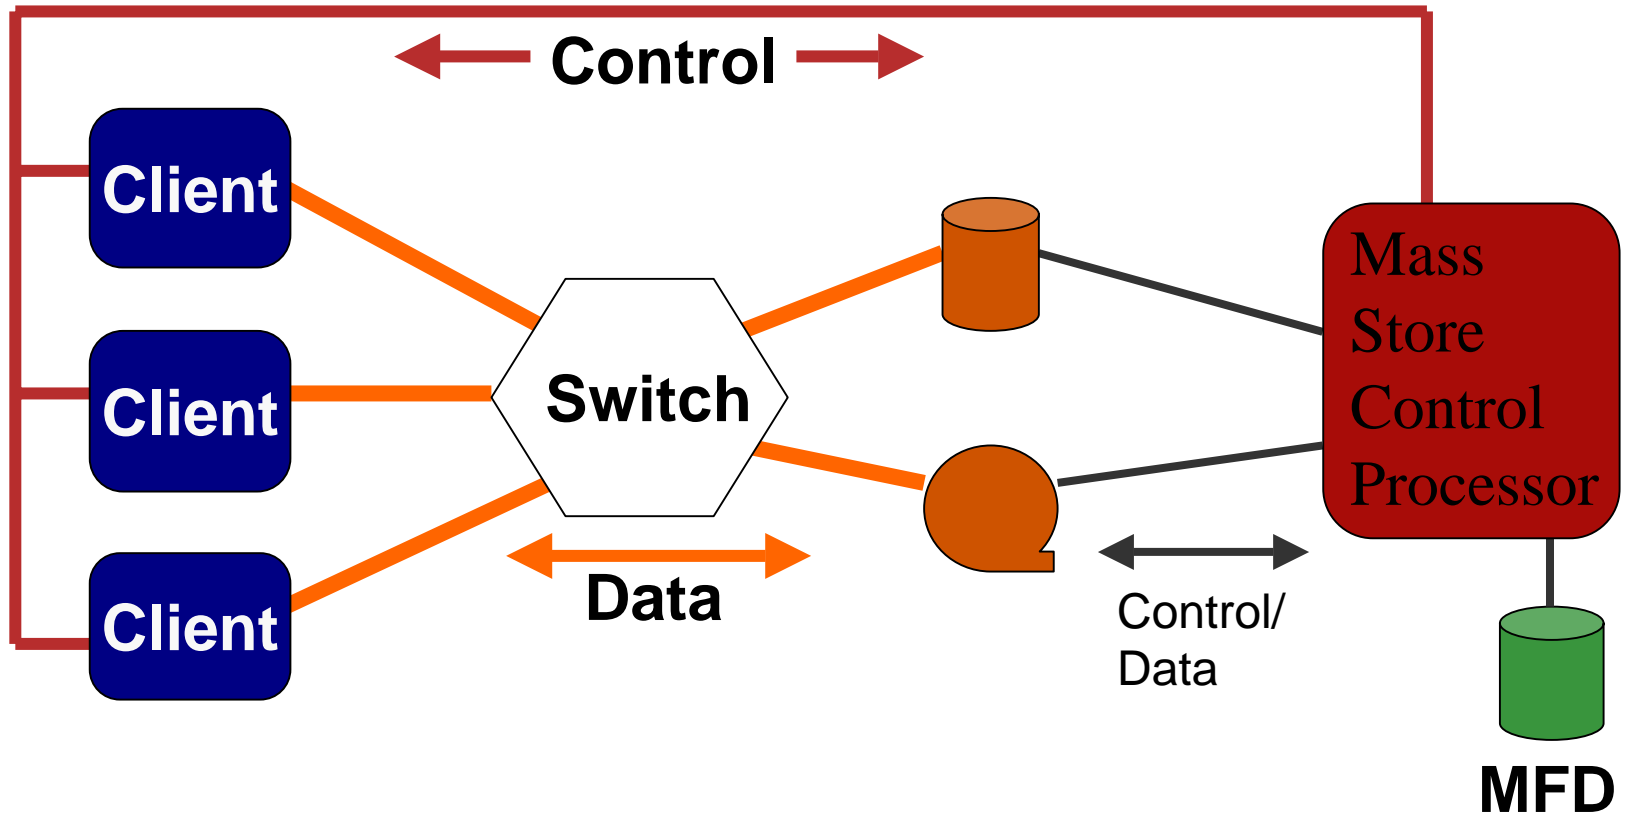 Control
Client
Client
Client
Switch
Data
Control/
Data
Mass
Store
Control
Processor
MFD